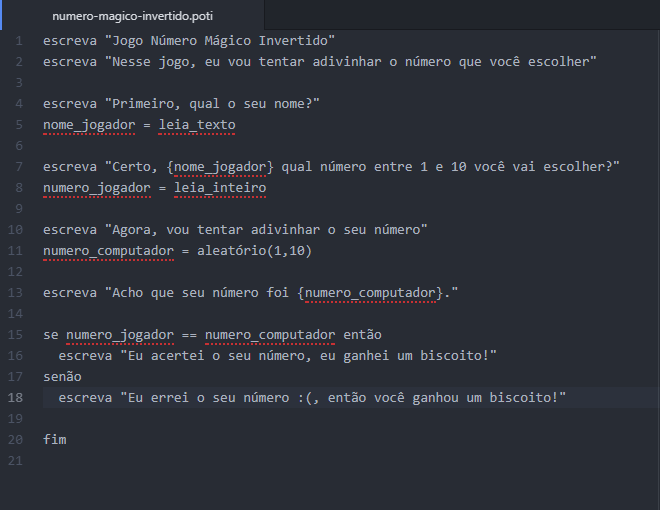 numero-magico-invertido.poti
1 escreva "Jogo Número Mágico Invertido"
2 escreva "Nesse jogo, eu vou tentar adivinhar o número que você escolher"
3
4 escreva "Primeiro, qual o seu nome?"
5 nome_jogador = leia_texto
6
7 escreva "Certo, {nome_jogador} qual número entre 1 e 10 você vai escolher?"
8 numero_jogador = leia_inteiro
9
10 escreva "Agora, vou tentar adivinhar o seu número"
11 numero_computador = aleatório(1,10)
12
13 escreva "Acho que seu número foi {numero_computador}."
14
15 se numero_jogador == numero_computador então
16   escreva "Eu acertei o seu número, eu ganhei um biscoito!"
17 senão
18   escreva "Eu errei o seu número :(, então você ganhou um biscoito!"
19
20 fim
21